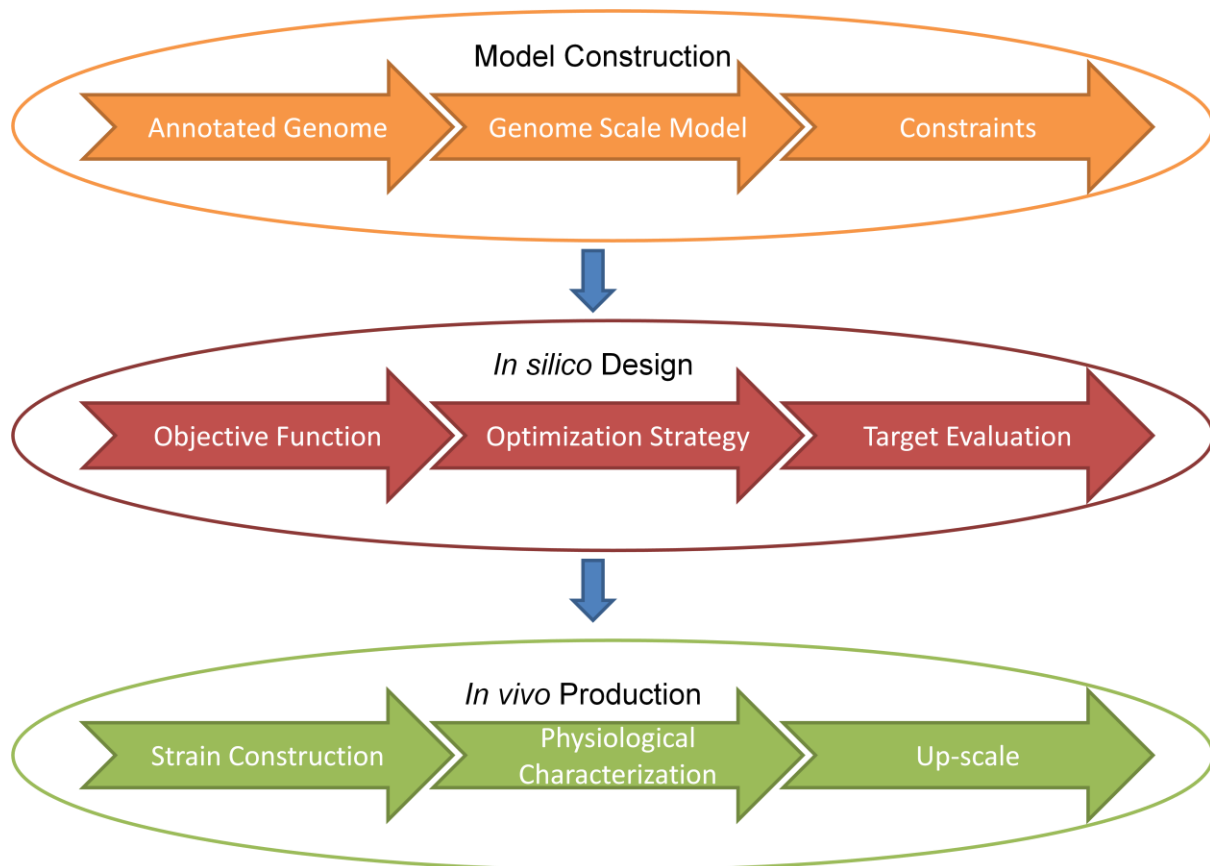 Model Construction
Annotated Genome
Genome Scale Model
Constraints
In silico Design
Objective Function
Optimization Strategy
Target Evaluation
In vivo Production
Strain Construction
Physiological
Characterization
Up-scale